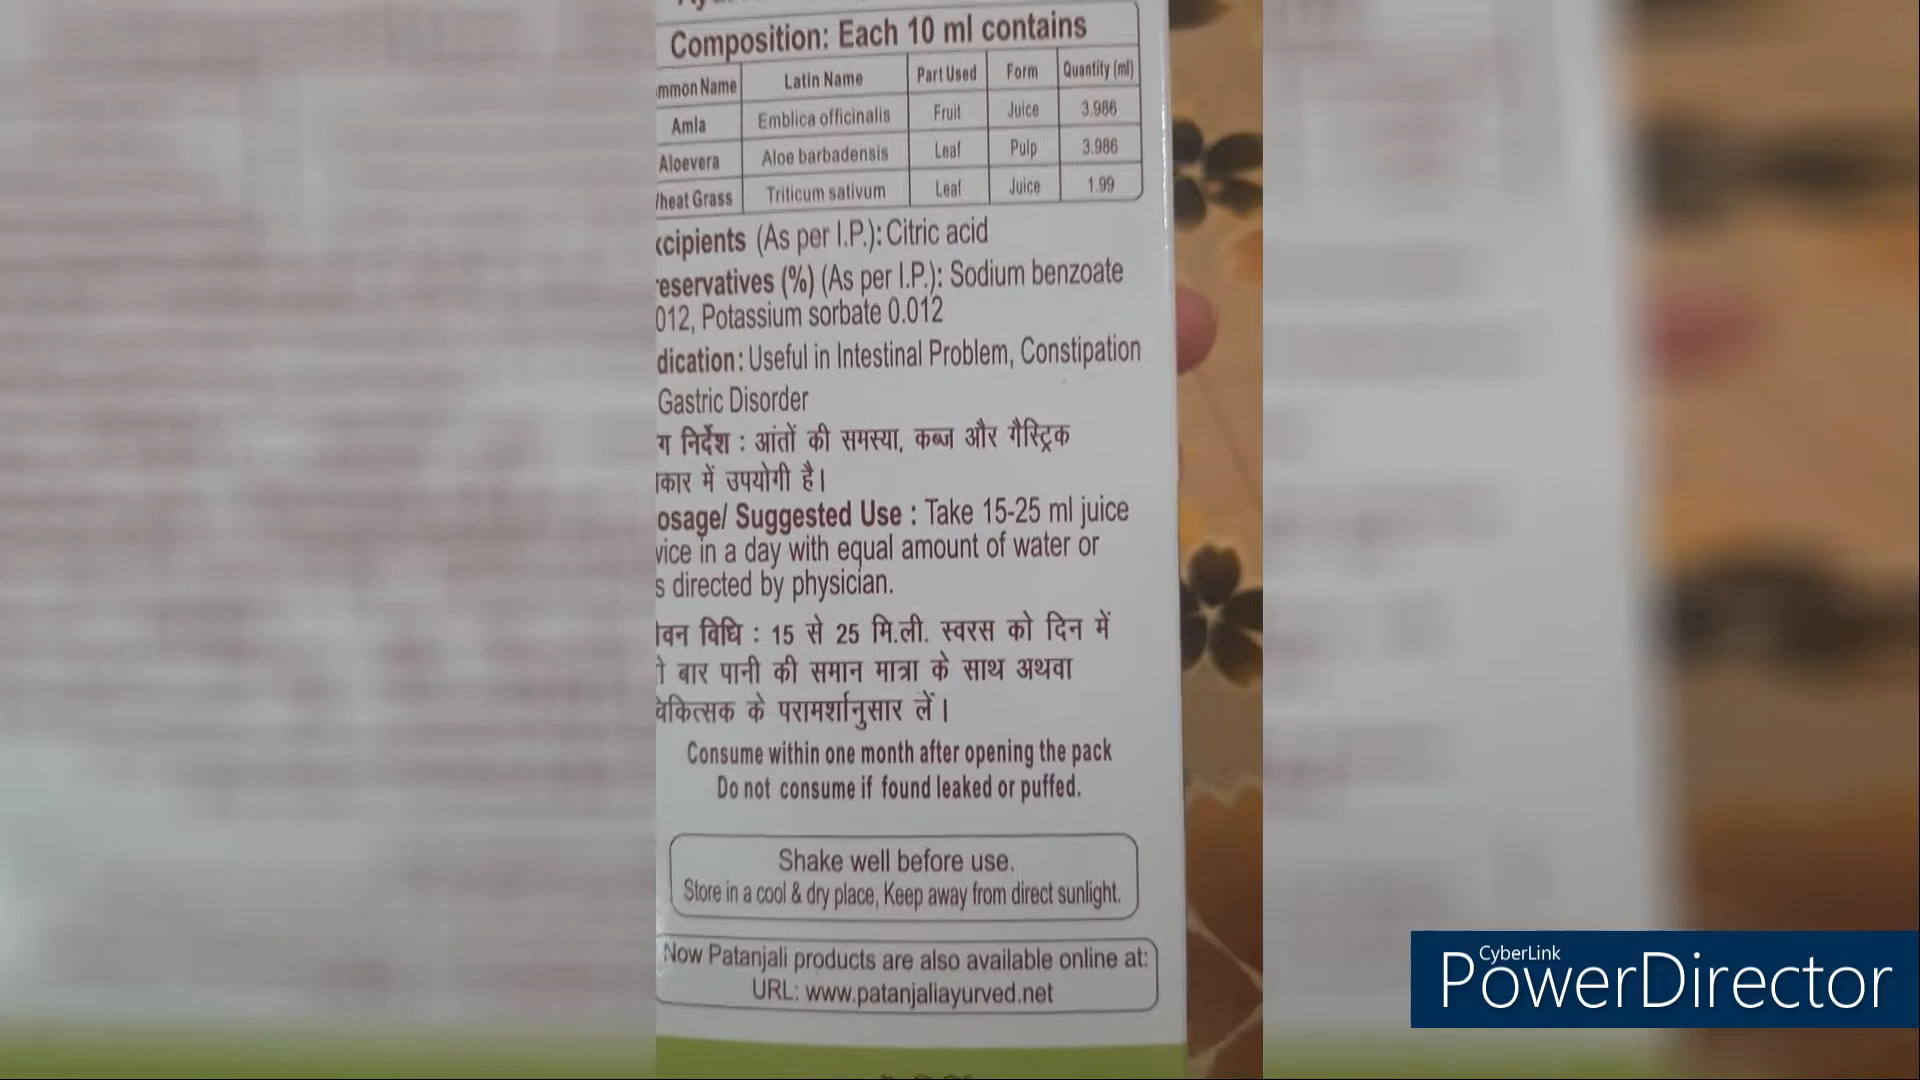 Composition: Each 10 ml contains
mmon Name Latin Name Part Used Form Quantity (ml)
Amla Emblica officinalis Fruit Juice 3.986
Aloevera Aloe barbadensis Leaf Pulp 3.986
heat Grass Triticum sativum Leaf Juice 1.99
xcipients (As per I.P.): Citric acid
reservatives (%) (As per I.P.): Sodium benzoate
012, Potassium sorbate 0.012
dication: Useful in Intestinal Problem, Constipation
Gastric Disorder
ग निर्देश : आंतों की समस्या, कब्ज और गैस्ट्रिक
कार में उपयोगी है।
osage/ Suggested Use : Take 15-25 ml juice
vice in a day with equal amount of water or
s directed by physician.
वन विधि : 15 से 25 मि.ली. स्वरस को दिन में
बार पानी की समान मात्रा के साथ अथवा
चिकित्सक के परामर्शानुसार लें।
Consume within one month after opening the pack
Do not consume if found leaked or puffed.
Shake well before use.
Store in a cool & dry place, Keep away from direct sunlight.
Now Patanjali products are also available online at:
URL: www.patanjaliayurved.net
CyberLink
PowerDirector